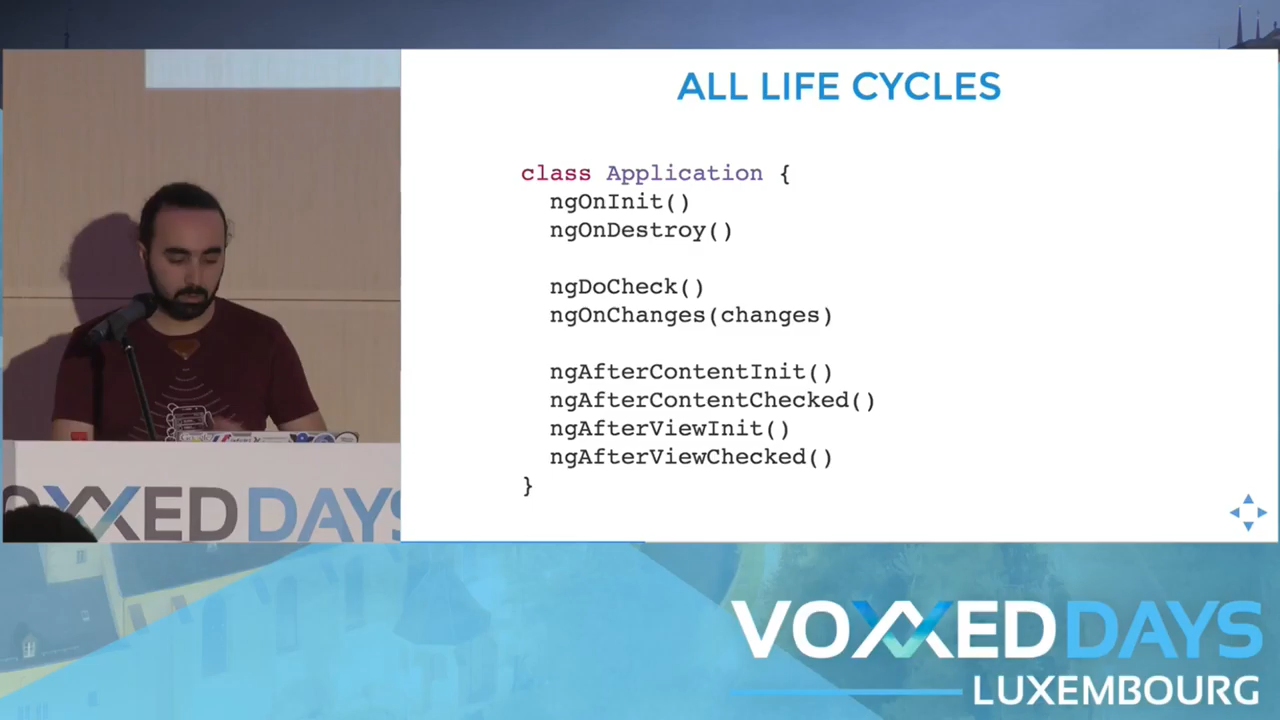 ALL LIFE CYCLES
class Application {
ngOnInit()
ngOnDestroy()
ngDoCheck()
ngOnChanges(changes)
ngAfterContentInit()
ngAfterContentChecked()
ngAfterViewInit()
ngAfterViewChecked()
}
VOXXED DAYS
VOXXED DAYS
LUXEMBOURG